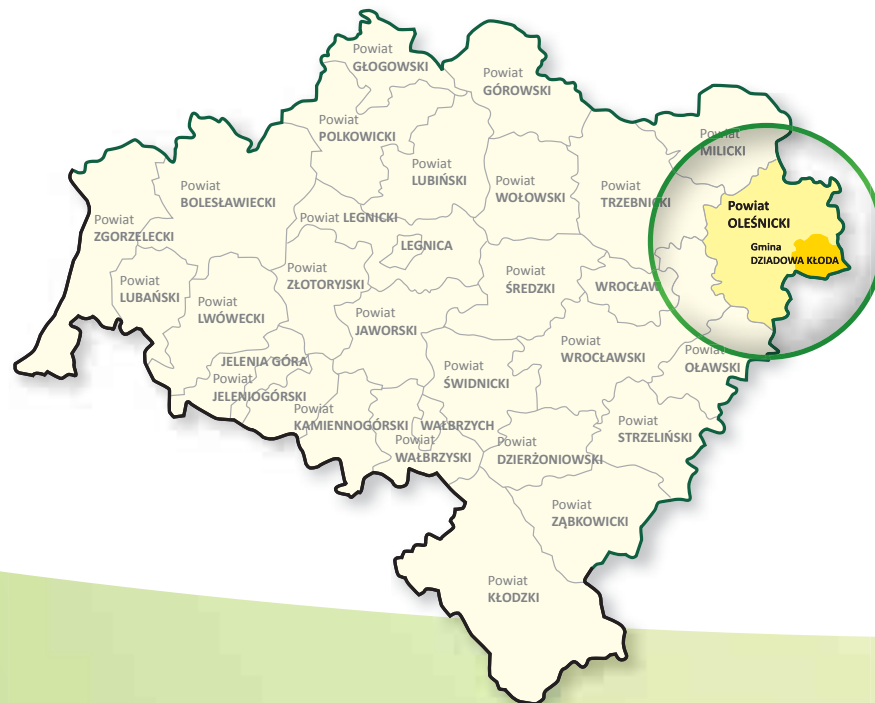 Powiat
GŁOGOWSKI
Powiat
GÓROWSKI
Powiat
POLKOWICKI
Powiat
MILICKI
Powiat
LUBIŃSKI
Powiat
BOLESŁAWIECKI
Powiat
WOŁOWSKI
Powiat
TRZEBNICKI
Powiat
OLEŚNICKI
Powiat
ZGORZELECKI
Powiat LEGNICKI
LEGNICA
Gmina
DZIADOWA KŁODA
Powiat
LUBAŃSKI
Powiat
ZŁOTORYJSKI
Powiat
ŚREDZKI
WROCŁAW
Powiat
LWÓWECKI
Powiat
JAWORSKI
Powiat
WROCŁAWSKI
Powiat
OŁAWSKI
JELENIA GÓRA
Powiat
JELENIOGÓRSKI
Powiat
ŚWIDNICKI
Powiat
KAMIENNOGÓRSKI
WAŁBRZYCH
Powiat
STRZELIŃSKI
Powiat
WAŁBRZYSKI
Powiat
DZIERŻONIOWSKI
Powiat
ZĄBKOWICKI
Powiat
KŁODZKI